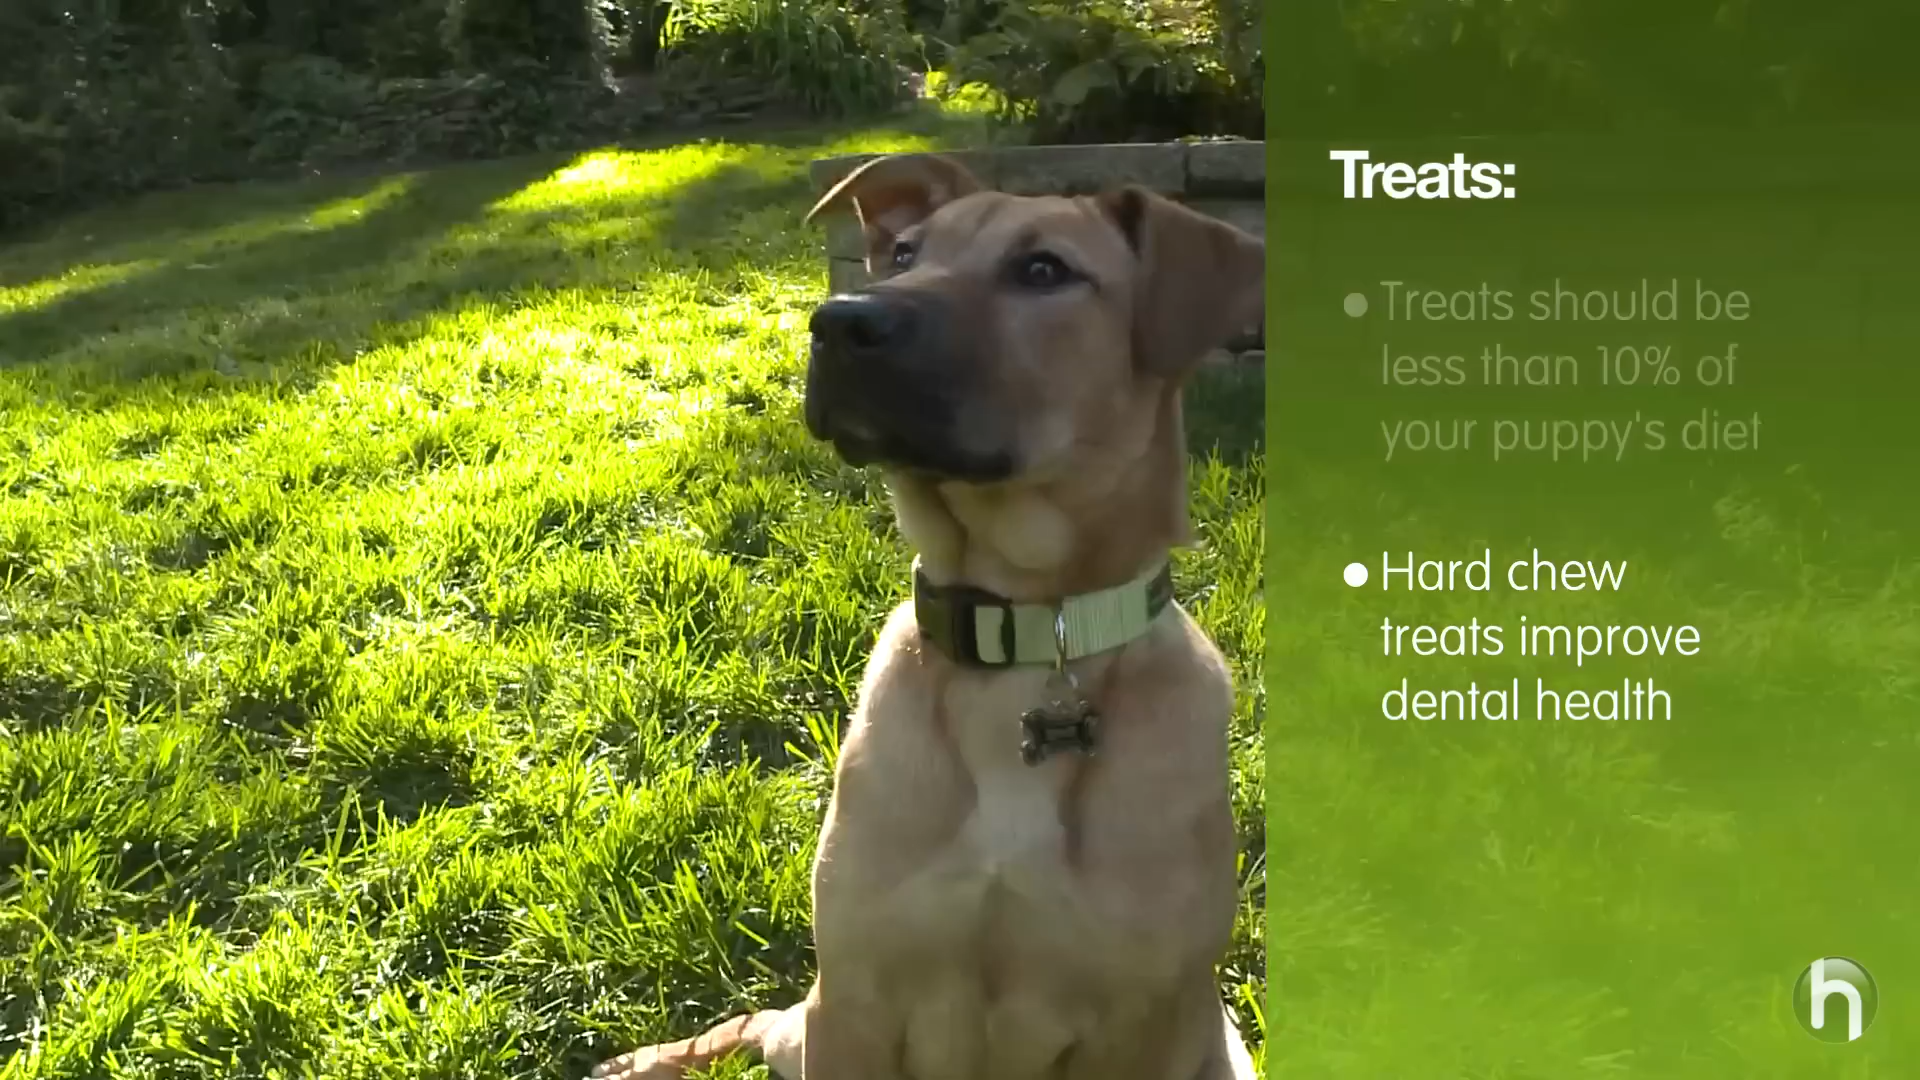 Treats:
• Treats should be
less than 10% of
your puppy's diet
• Hard chew
treats improve
dental health
h